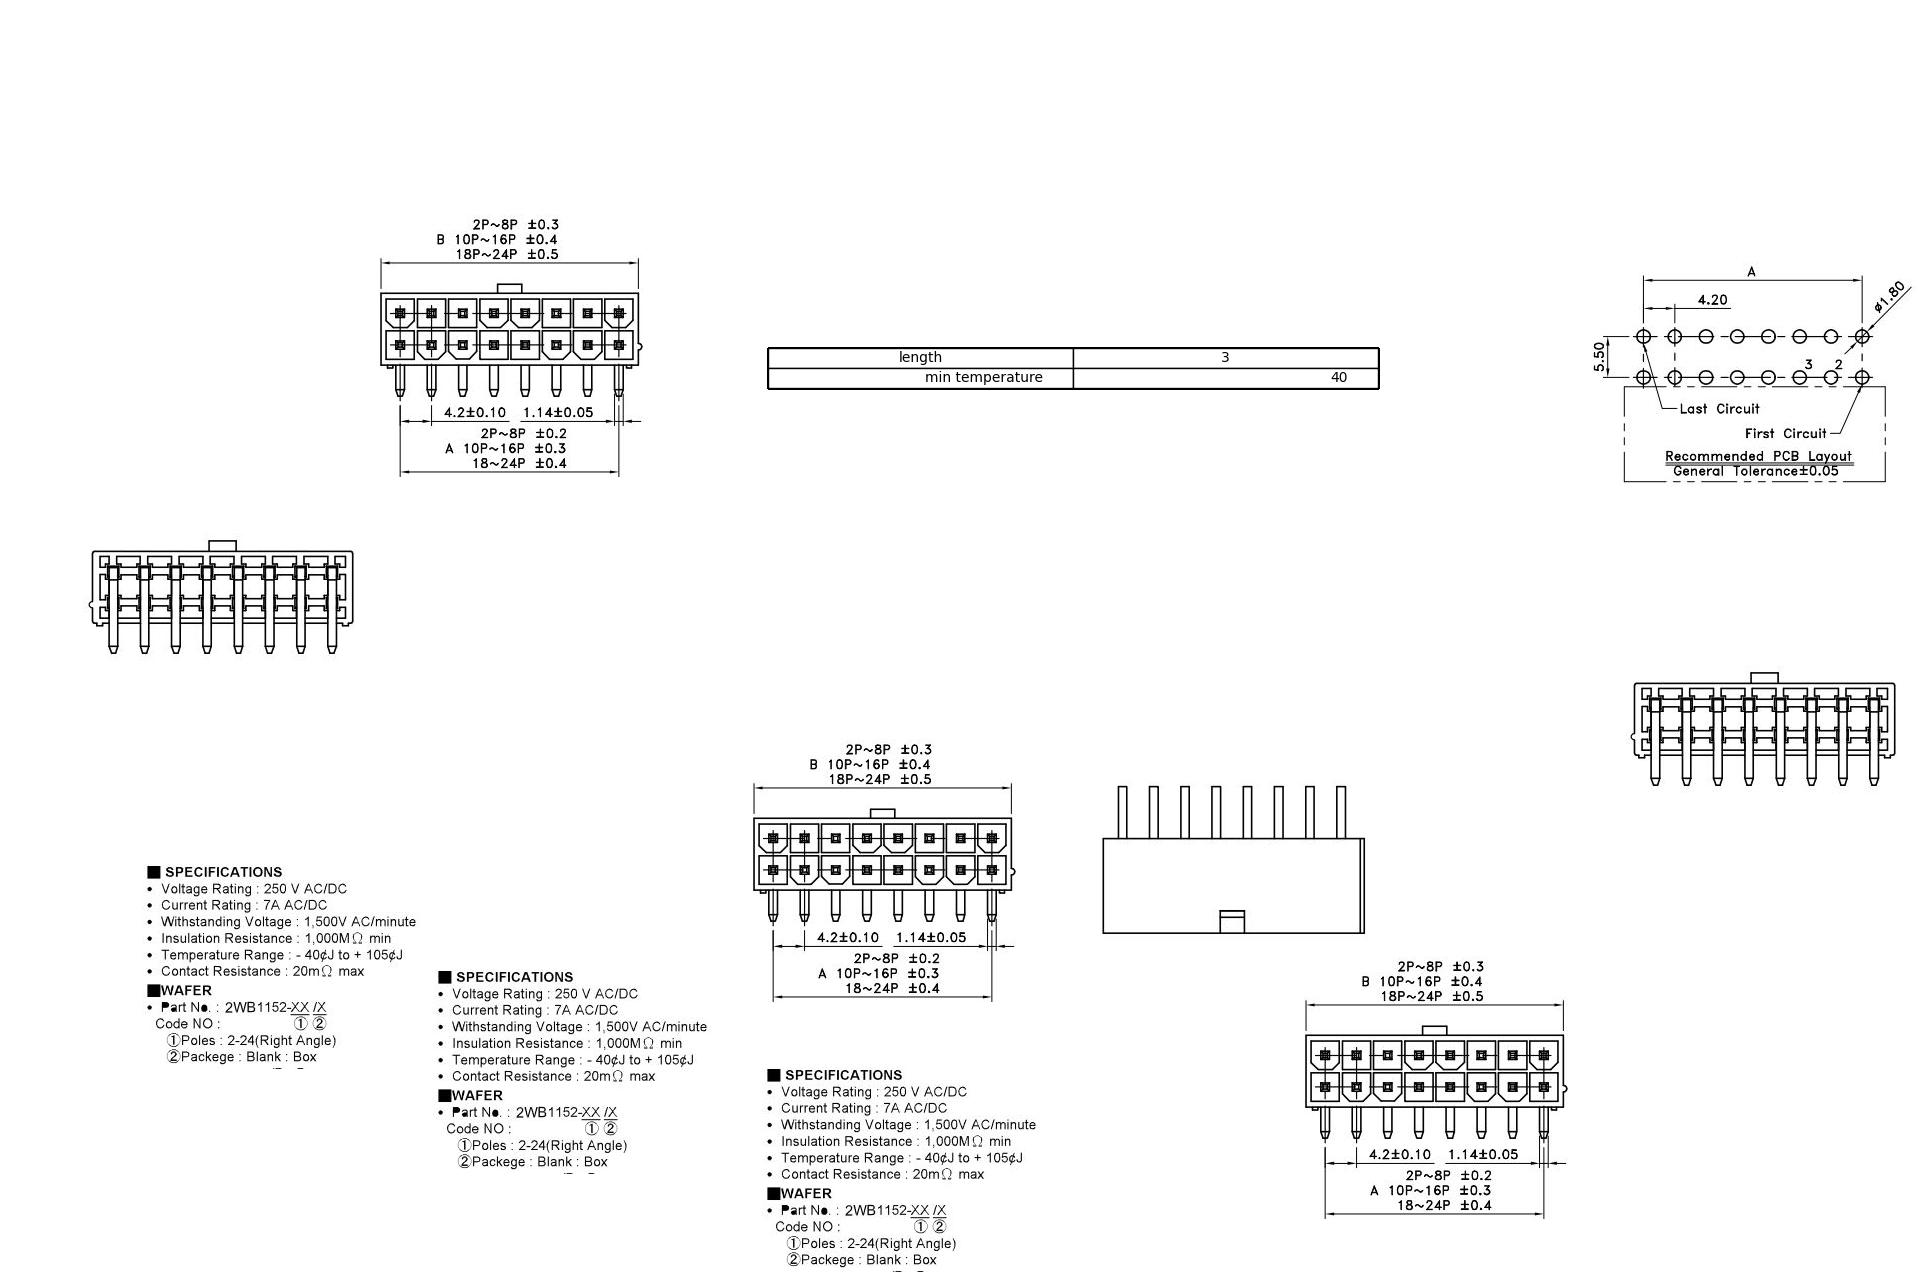 2P~8P ±0.3
B 10P~16P ±0.4
18P~24P ±0.5
4.2±0.10 1.14±0.05
2P~8P ±0.2
A 10P~16P ±0.3
18~24P ±0.4
length 3
min temperature 40
A
4.20
ø1.80
5.50
3 2
Last Circuit
First Circuit
Recommended PCB Layout
General Tolerance±0.05
2P~8P ±0.3
B 10P~16P ±0.4
18P~24P ±0.5
4.2±0.10 1.14±0.05
2P~8P ±0.2
A 10P~16P ±0.3
18~24P ±0.4
■ SPECIFICATIONS
• Voltage Rating : 250 V AC/DC
• Current Rating : 7A AC/DC
• Withstanding Voltage : 1,500V AC/minute
• Insulation Resistance : 1,000MΩ min
• Temperature Range : - 40¢J to + 105¢J
• Contact Resistance : 20mΩ max
■WAFER
• Part No. : 2WB1152-XX /X
Code NO : ① ②
①Poles : 2-24(Right Angle)
②Packege : Blank : Box
■ SPECIFICATIONS
• Voltage Rating : 250 V AC/DC
• Current Rating : 7A AC/DC
• Withstanding Voltage : 1,500V AC/minute
• Insulation Resistance : 1,000MΩ min
• Temperature Range : - 40¢J to + 105¢J
• Contact Resistance : 20mΩ max
■WAFER
• Part No. : 2WB1152-XX /X
Code NO : ① ②
①Poles : 2-24(Right Angle)
②Packege : Blank : Box
■ SPECIFICATIONS
• Voltage Rating : 250 V AC/DC
• Current Rating : 7A AC/DC
• Withstanding Voltage : 1,500V AC/minute
• Insulation Resistance : 1,000MΩ min
• Temperature Range : - 40¢J to + 105¢J
• Contact Resistance : 20mΩ max
■WAFER
• Part No. : 2WB1152-XX /X
Code NO : ① ②
①Poles : 2-24(Right Angle)
②Packege : Blank : Box
2P~8P ±0.3
B 10P~16P ±0.4
18P~24P ±0.5
4.2±0.10 1.14±0.05
2P~8P ±0.2
A 10P~16P ±0.3
18~24P ±0.4